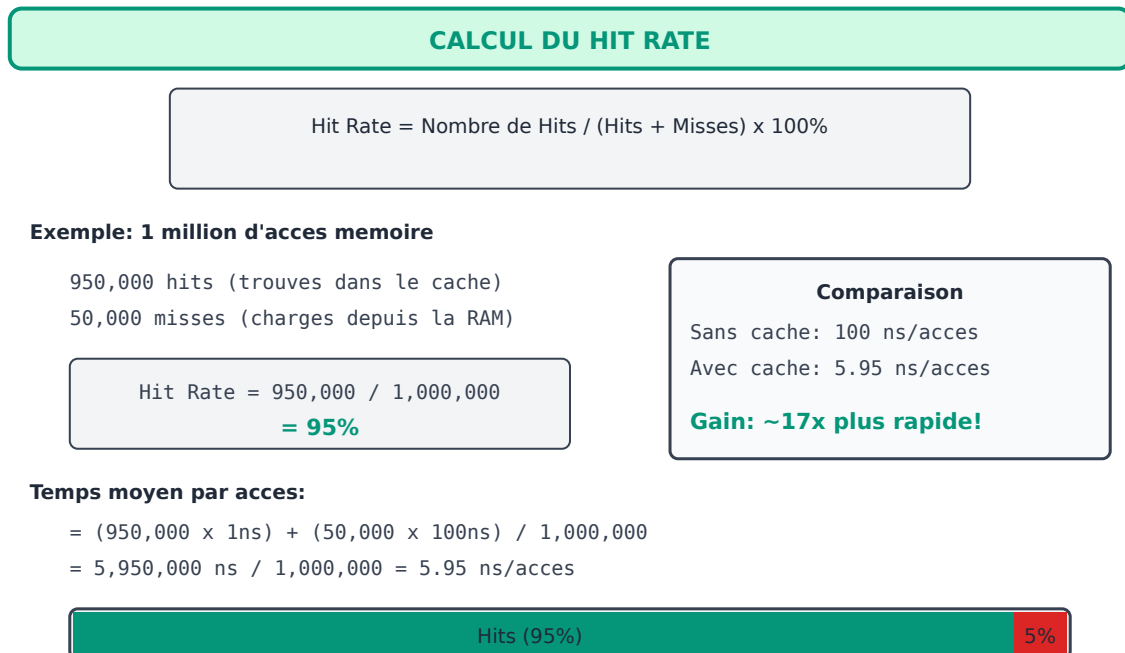 CALCUL DU HIT RATE
Hit Rate = Nombre de Hits / (Hits + Misses) x 100%
Exemple: 1 million d'acces memoire
950,000 hits (trouves dans le cache)
50,000 misses (charges depuis la RAM)
Hit Rate = 950,000 / 1,000,000
= 95%
Comparaison
Sans cache: 100 ns/acces
Avec cache: 5.95 ns/acces
Gain: ~17x plus rapide!
Temps moyen par acces:
= (950,000 x 1ns) + (50,000 x 100ns) / 1,000,000
= 5,950,000 ns / 1,000,000 = 5.95 ns/acces
Hits (95%)
5%